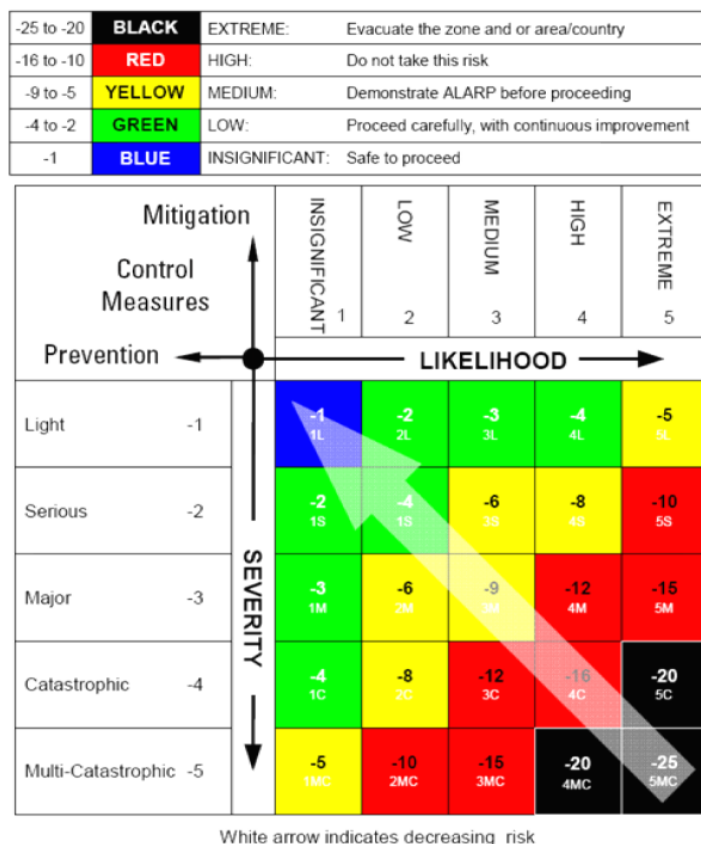 -25 to -20 BLACK EXTREME: Evacuate the zone and or area/country
-16 to -10 RED HIGH: Do not take this risk
-9 to -5 YELLOW MEDIUM: Demonstrate ALARP before proceeding
-4 to -2 GREEN LOW: Proceed carefully, with continuous improvement
-1 BLUE INSIGNIFICANT: Safe to proceed
Mitigation
Control
Measures
Prevention
INSIGNIFICANT 1
LOW 2
MEDIUM 3
HIGH 4
EXTREME 5
LIKELIHOOD
SEVERITY
Light -1
-1 -2 -3 -4 -5
1L 2L 3L 4L 5L
Serious -2
-2 -4 -6 -8 -10
1S 1S 3S 4S 5S
Major -3
-3 -6 -9 -12 -15
1M 2M 3M 4M 5M
Catastrophic -4
-4 -8 -12 -16 -20
1C 2C 3C 4C 5C
Multi-Catastrophic -5
-5 -10 -15 -20 -25
1MC 2MC 3MC 4MC 5MC
White arrow indicates decreasing risk